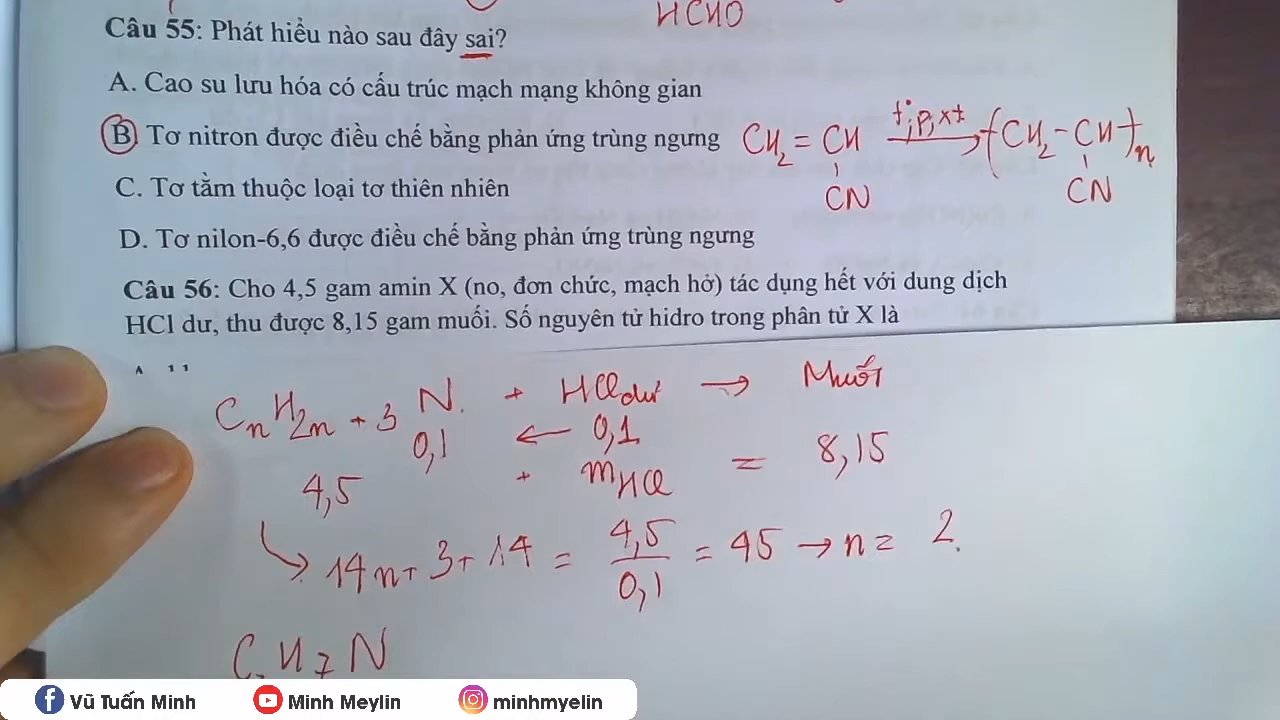 HCHO
Câu 55: Phát hiểu nào sau đây sai?
A. Cao su lưu hóa có cấu trúc mạch mạng không gian
B. Tơ nitron được điều chế bằng phản ứng trùng ngưng CH2 = CH t°, p, xt → (CH2 - CH)n
CN CN
C. Tơ tằm thuộc loại tơ thiên nhiên
D. Tơ nilon-6,6 được điều chế bằng phản ứng trùng ngưng
Câu 56: Cho 4,5 gam amin X (no, đơn chức, mạch hở) tác dụng hết với dung dịch
HCl dư, thu được 8,15 gam muối. Số nguyên tử hidro trong phân tử X là
CnH2n+3N + HCl dư → Muối
0,1 ← 0,1
4,5 + mHCl = 8,15
→ 14n + 3 + 14 = 4,5 / 0,1 = 45 → n = 2.
C2H7N
Vũ Tuấn Minh Minh Meylin minhmyelin